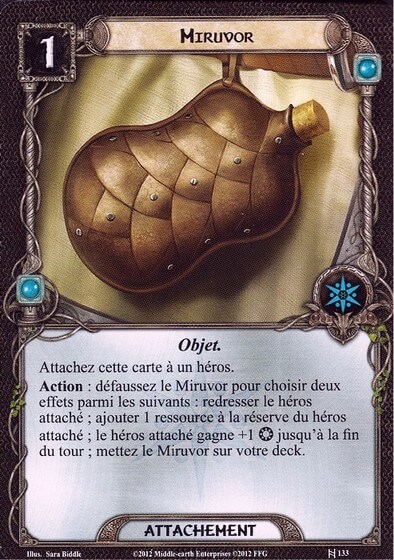 1
MIRUVOR
Objet.
Attachez cette carte à un héros.
Action : défaussez le Miruvor pour choisir deux
effets parmi les suivants : redresser le héros
attaché ; ajouter 1 ressource à la réserve du héros
attaché ; le héros attaché gagne +1 jusqu'à la fin
du tour ; mettez le Miruvor sur votre deck.
ATTACHEMENT
Illus. Sara Biddle ©2012 Middle-earth Enterprises ©2012 FFG 133